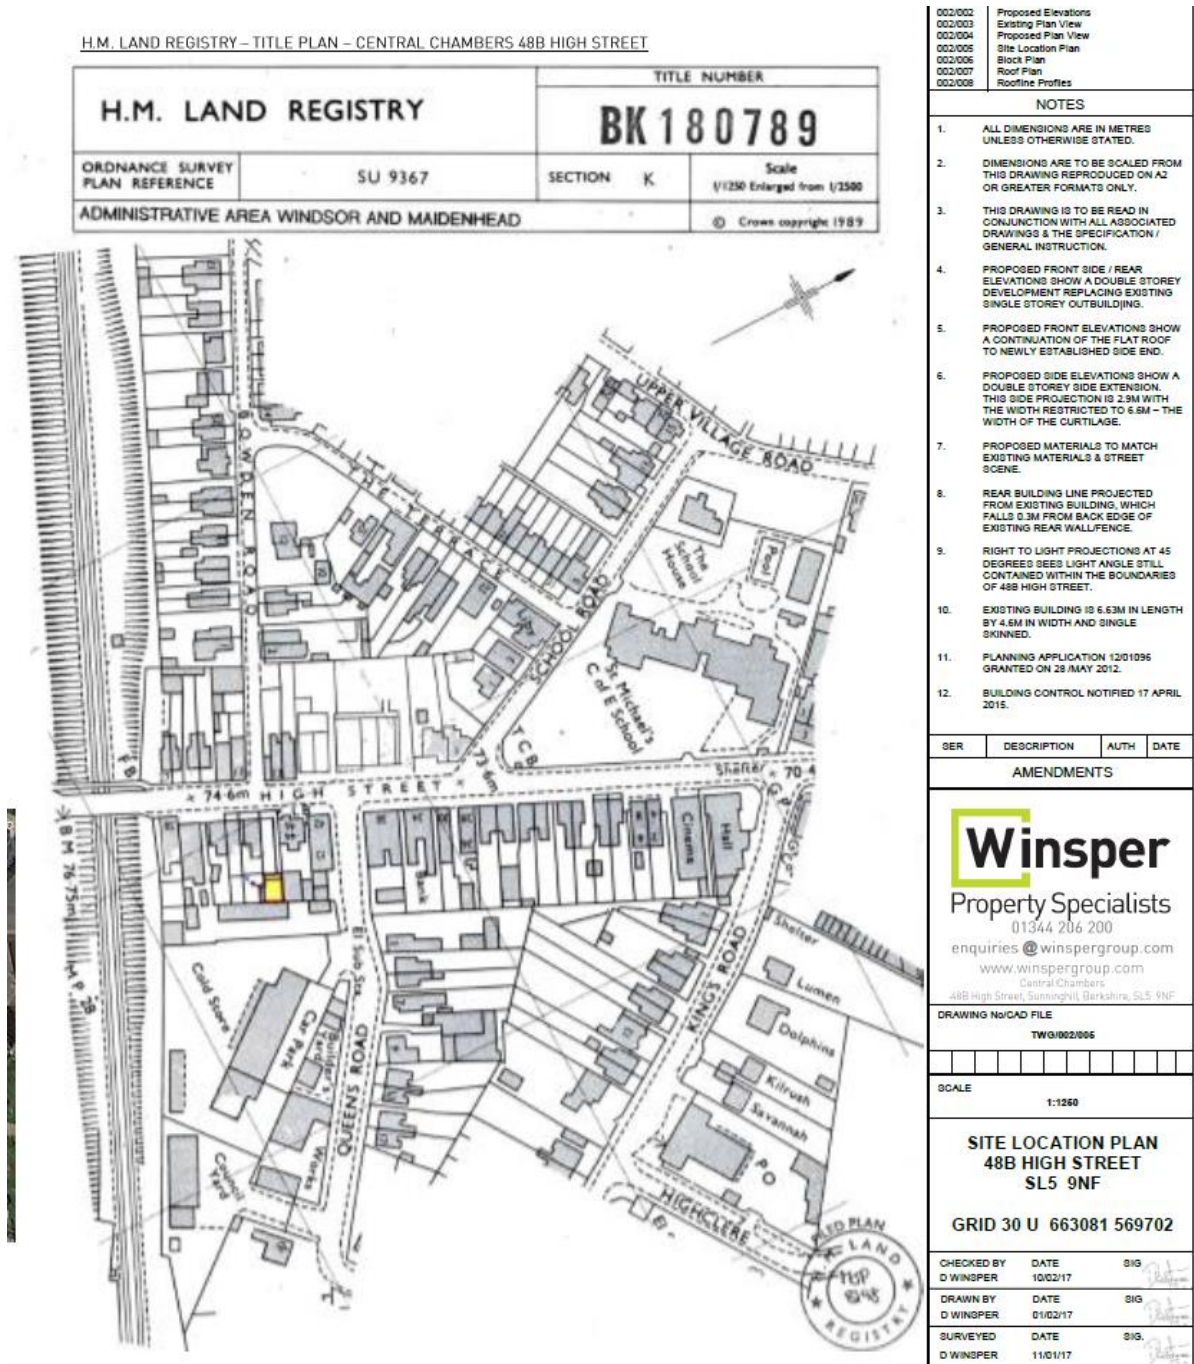 H.M. LAND REGISTRY – TITLE PLAN – CENTRAL CHAMBERS 48B HIGH STREET
H.M. LAND REGISTRY
TITLE NUMBER
BK 180789
ORDNANCE SURVEY
PLAN REFERENCE
SU 9367
SECTION K
Scale
1/1250 Enlarged from 1/2500
ADMINISTRATIVE AREA WINDSOR AND MAIDENHEAD
© Crown copyright 1989
UPPER VILLAGE ROAD
BOWDEN ROAD
THE TERRACE
SCHOOL ROAD
The
School
House
Pool
St. Michael's
C of E School
TCB
73·6m
Shelter
70·4
FB
74·6m
HIGH STREET
BM 76·75m
MP 28
Bank
Cinema
Hall
El Sub Sta
Cold Store
Car Park
Builder's
Yard
QUEENS ROAD
Works
Council
Yard
KINGS ROAD
Shelter
Lumen
Dolphins
Kilrush
Savannah
PO
HIGHCLERE
FILED PLAN
H.M. LAND
REGISTRY
002/002 Proposed Elevations
002/003 Existing Plan View
002/004 Proposed Plan View
002/005 Site Location Plan
002/006 Block Plan
002/007 Roof Plan
002/008 Roofline Profiles
NOTES
1. ALL DIMENSIONS ARE IN METRES
UNLESS OTHERWISE STATED.
2. DIMENSIONS ARE TO BE SCALED FROM
THIS DRAWING REPRODUCED ON A2
OR GREATER FORMATS ONLY.
3. THIS DRAWING IS TO BE READ IN
CONJUNCTION WITH ALL ASSOCIATED
DRAWINGS & THE SPECIFICATION /
GENERAL INSTRUCTION.
4. PROPOSED FRONT SIDE / REAR
ELEVATIONS SHOW A DOUBLE STOREY
DEVELOPMENT REPLACING EXISTING
SINGLE STOREY OUTBUILD|ING.
5. PROPOSED FRONT ELEVATIONS SHOW
A CONTINUATION OF THE FLAT ROOF
TO NEWLY ESTABLISHED SIDE END.
6. PROPOSED SIDE ELEVATIONS SHOW A
DOUBLE STOREY SIDE EXTENSION.
THIS SIDE PROJECTION IS 2.9M WITH
THE WIDTH RESTRICTED TO 6.6M – THE
WIDTH OF THE CURTILAGE.
7. PROPOSED MATERIALS TO MATCH
EXISTING MATERIALS & STREET
SCENE.
8. REAR BUILDING LINE PROJECTED
FROM EXISTING BUILDING, WHICH
FALLS 0.3M FROM BACK EDGE OF
EXISTING REAR WALL/FENCE.
9. RIGHT TO LIGHT PROJECTIONS AT 45
DEGREES SEES LIGHT ANGLE STILL
CONTAINED WITHIN THE BOUNDARIES
OF 48B HIGH STREET.
10. EXISTING BUILDING IS 6.63M IN LENGTH
BY 4.6M IN WIDTH AND SINGLE
SKINNED.
11. PLANNING APPLICATION 12/01095
GRANTED ON 28 /MAY 2012.
12. BUILDING CONTROL NOTIFIED 17 APRIL
2015.
SER DESCRIPTION AUTH DATE
AMENDMENTS
Winsper
Property Specialists
01344 206 200
enquiries @ winspergroup.com
www.winspergroup.com
Central Chambers
48B High Street, Sunninghill, Berkshire, SL5 9NF
DRAWING No/CAD FILE
TWG/002/005
SCALE
1:1250
SITE LOCATION PLAN
48B HIGH STREET
SL5 9NF
GRID 30 U 663081 569702
CHECKED BY DATE SIG
D WINSPER 10/02/17
DRAWN BY DATE SIG
D WINSPER 01/02/17
SURVEYED DATE SIG.
D WINSPER 11/01/17